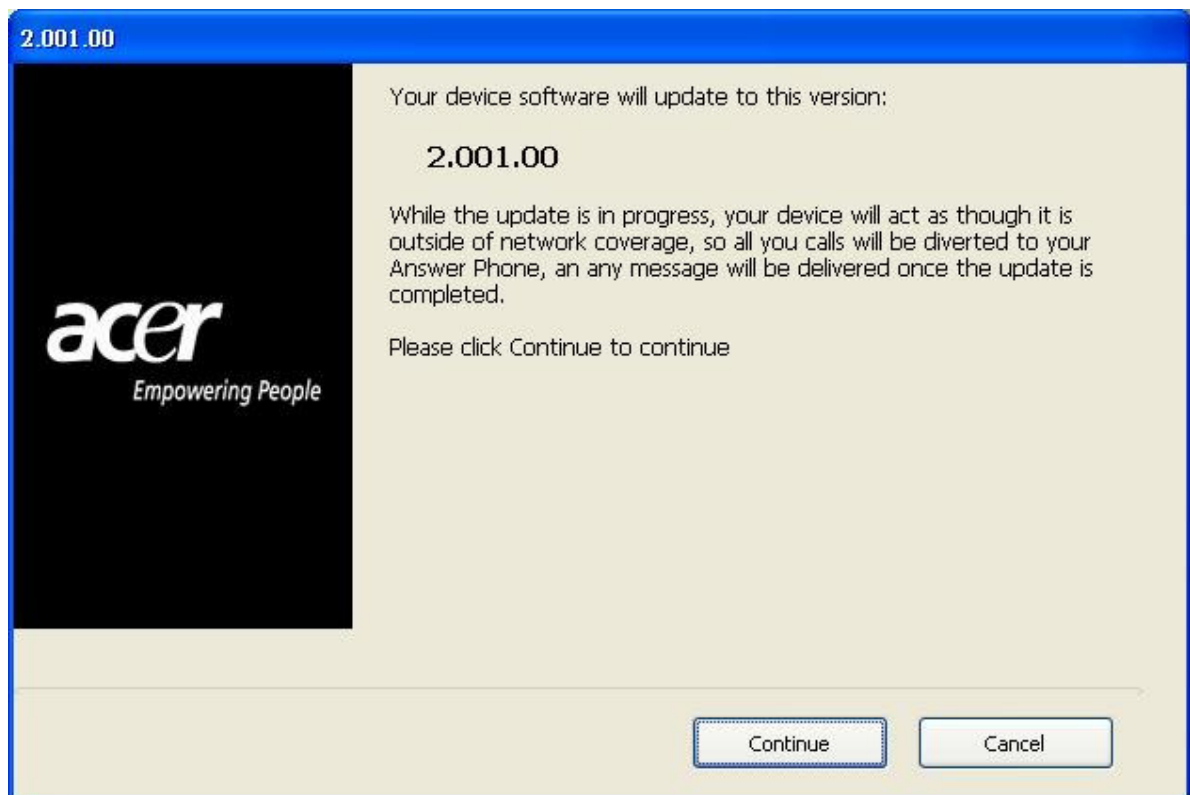 2.001.00
Your device software will update to this version:
2.001.00
While the update is in progress, your device will act as though it is
outside of network coverage, so all you calls will be diverted to your
Answer Phone, an any message will be delivered once the update is
completed.
Please click Continue to continue
acer
Empowering People
Continue
Cancel